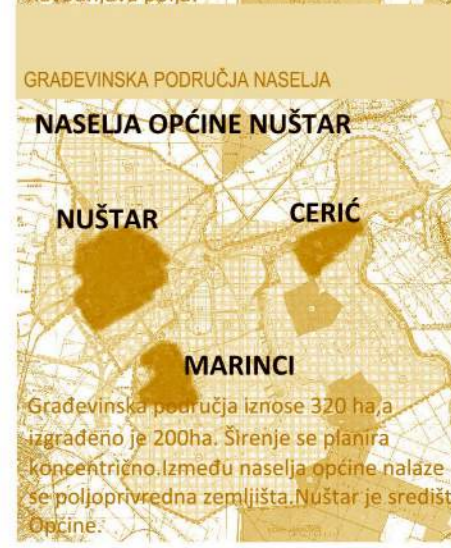 GRAĐEVINSKA PODRUČJA NASELJA
NASELJA OPĆINE NUŠTAR
NUŠTAR
CERIĆ
MARINCI
Građevinska područja iznose 320 ha,a
izgrađeno je 200ha. Širenje se planira
koncentrično.Između naselja općine nalaze
se poljoprivredna zemljišta.Nuštar je središt
Općine.